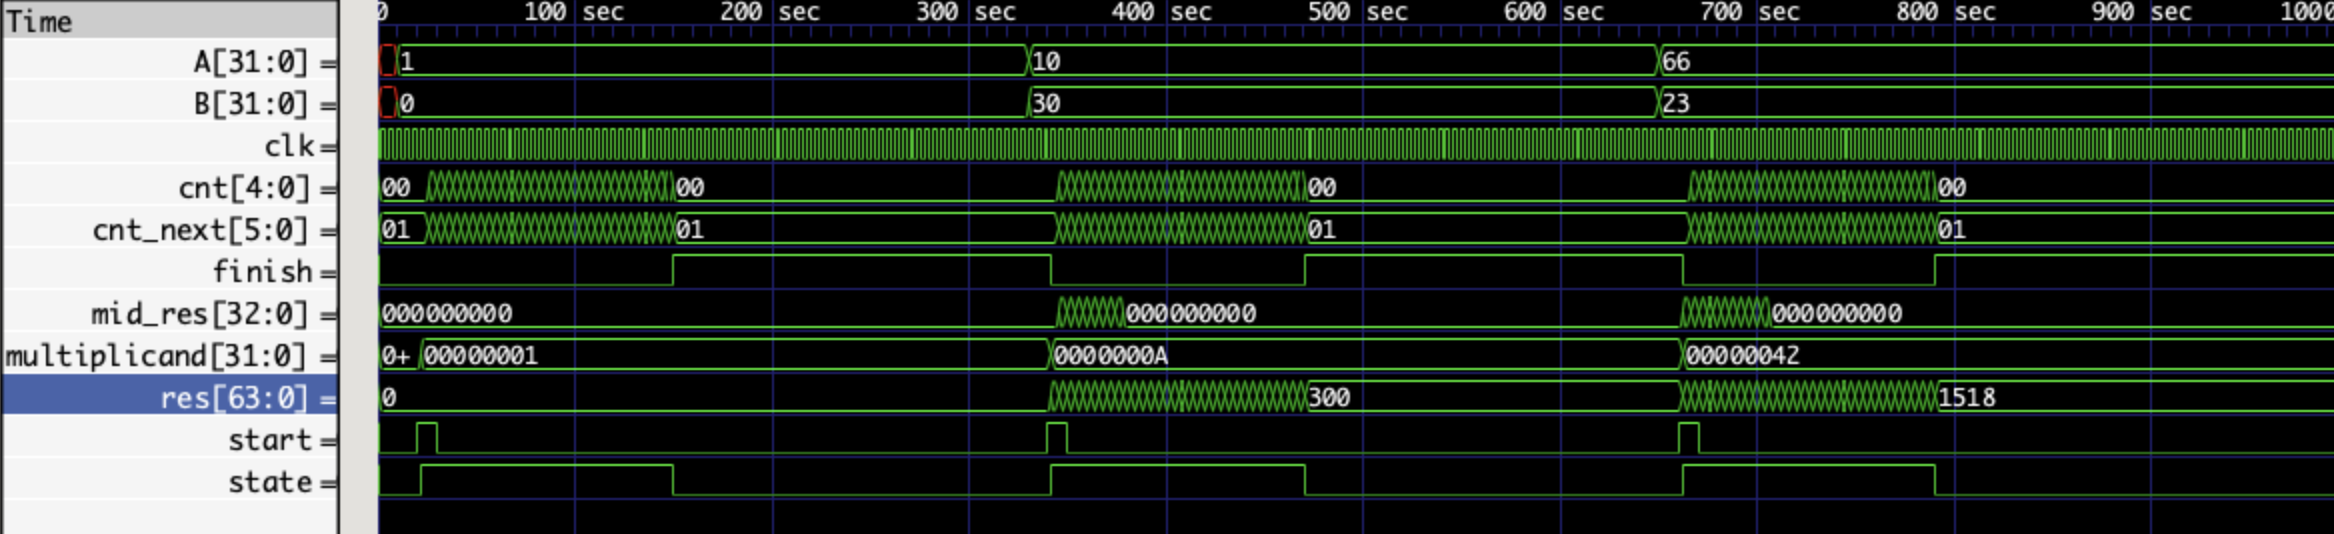 Time
0 100 sec 200 sec 300 sec 400 sec 500 sec 600 sec 700 sec 800 sec 900 sec 1000
A[31:0] = 1 10 66
B[31:0] = 0 30 23
clk =
cnt[4:0] = 00 00 00 00
cnt_next[5:0] = 01 01 01 01
finish =
mid_res[32:0] = 000000000 000000000 000000000
multiplicand[31:0] = 0+ 00000001 0000000A 00000042
res[63:0] = 0 300 1518
start =
state =